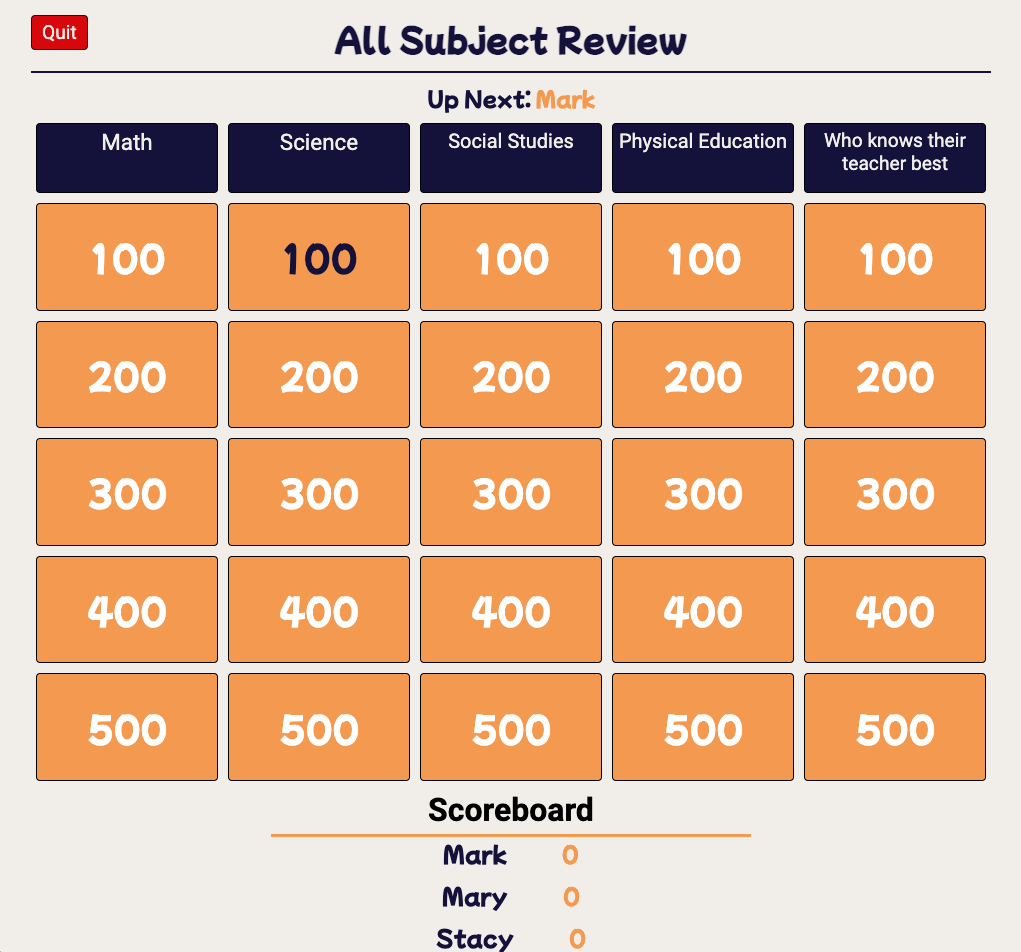 Quit
All Subject Review
Up Next: Mark
Math Science Social Studies Physical Education Who knows their
teacher best
100 100 100 100 100
200 200 200 200 200
300 300 300 300 300
400 400 400 400 400
500 500 500 500 500
Scoreboard
Mark 0
Mary 0
Stacy 0